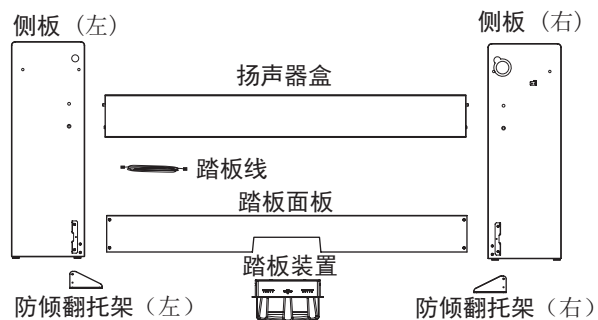 侧板（左）
侧板（右）
扬声器盒
踏板线
踏板面板
踏板装置
防倾翻托架（左）
防倾翻托架（右）